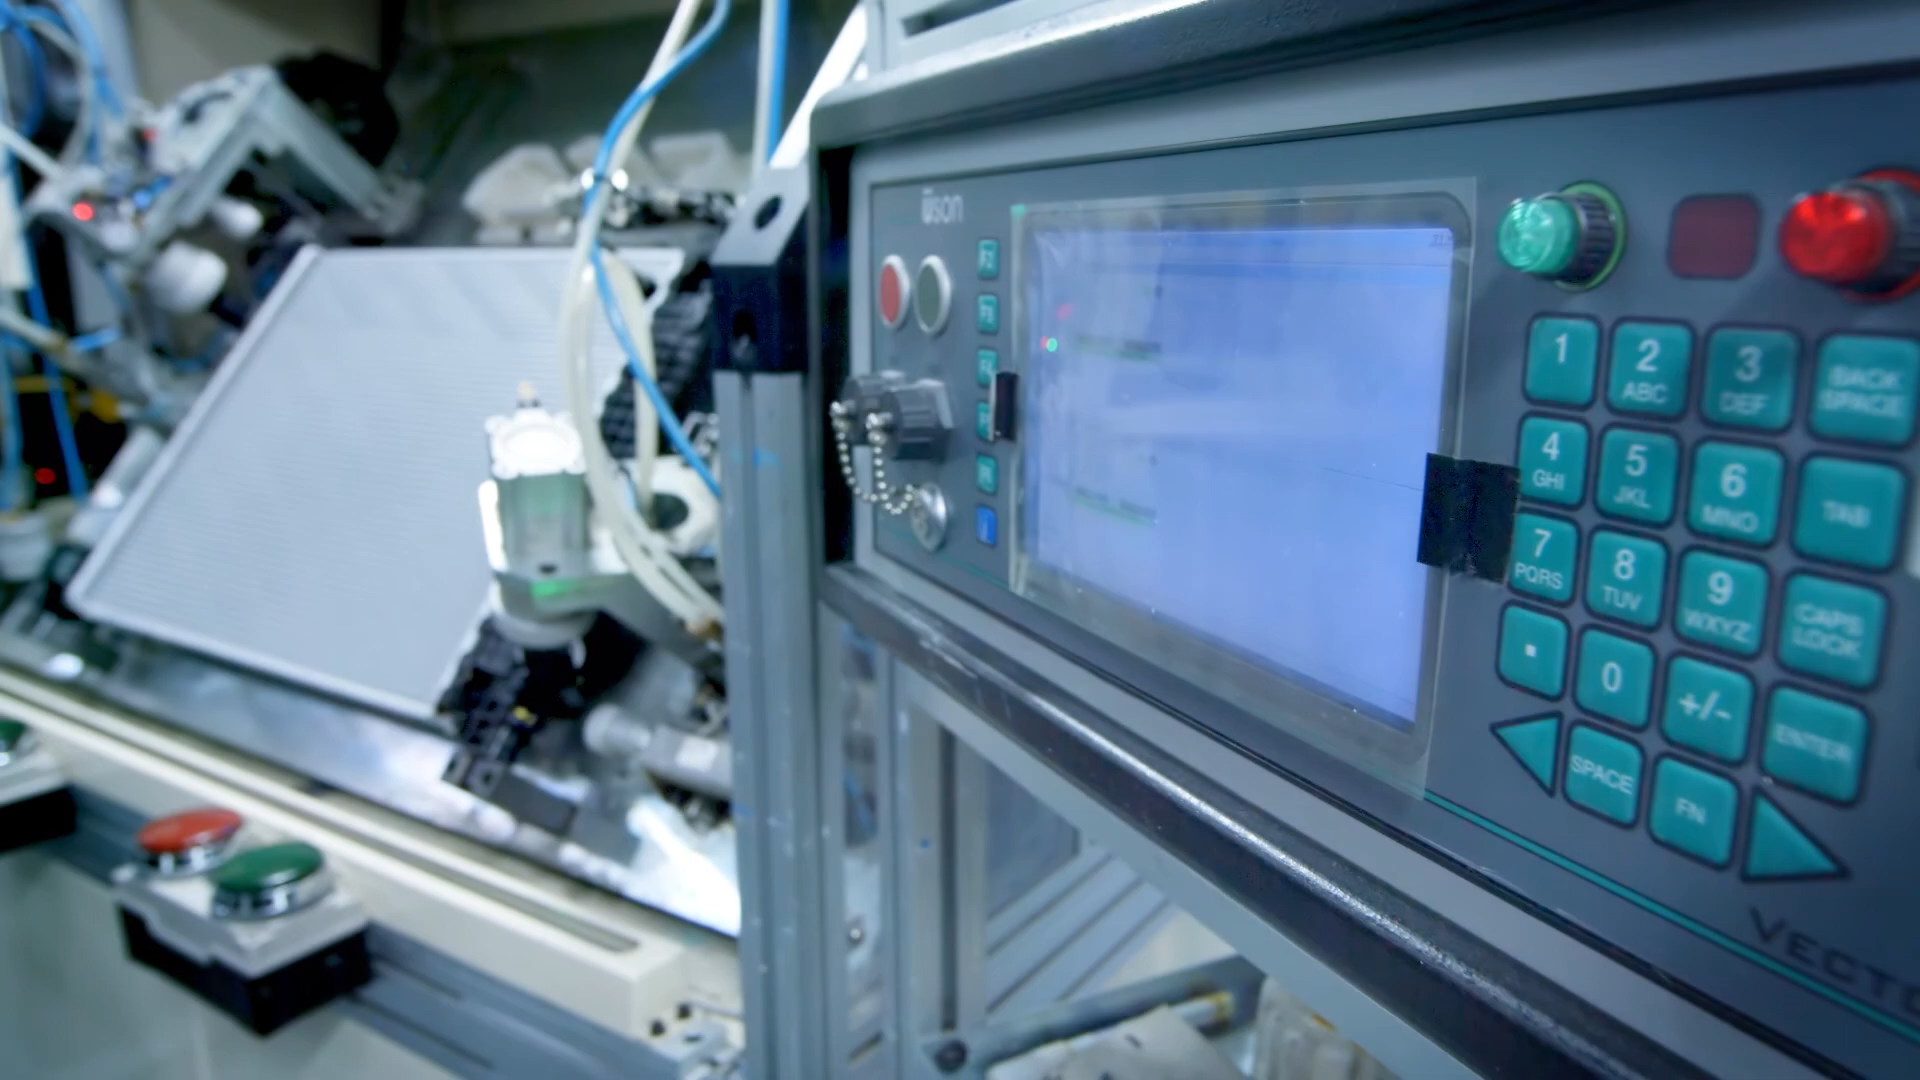 Uson
F2
F3
F4
1
2
ABC
3
DEF
BACK
SPACE
4
GHI
5
JKL
6
MNO
TAB
7
PQRS
8
TUV
9
WXYZ
CAPS
LOCK
.
0
+/-
ENTER
SPACE
FN
VECTO